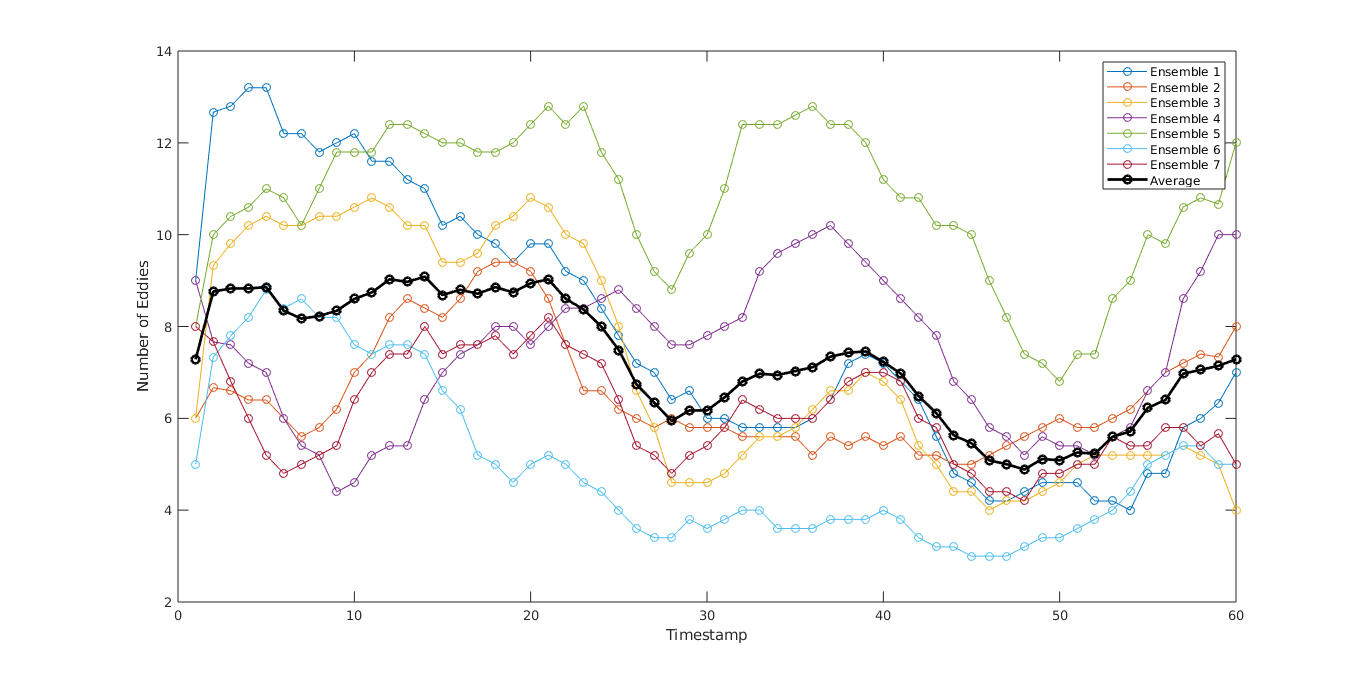 14
12
10
8
6
4
2
0
10
20
30
40
50
60
Number of Eddies
Timestamp
Ensemble 1
Ensemble 2
Ensemble 3
Ensemble 4
Ensemble 5
Ensemble 6
Ensemble 7
Average